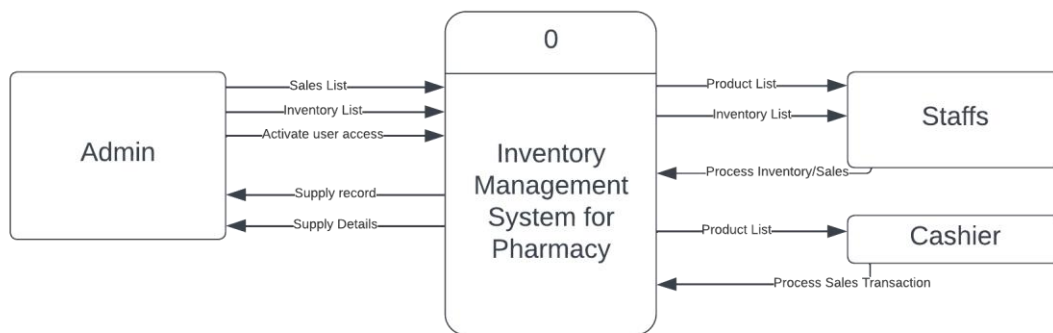 0
Sales List
Inventory List
Activate user access
Admin
Supply record
Supply Details
Inventory
Management
System for
Pharmacy
Product List
Inventory List
Staffs
Process Inventory/Sales
Product List
Cashier
Process Sales Transaction